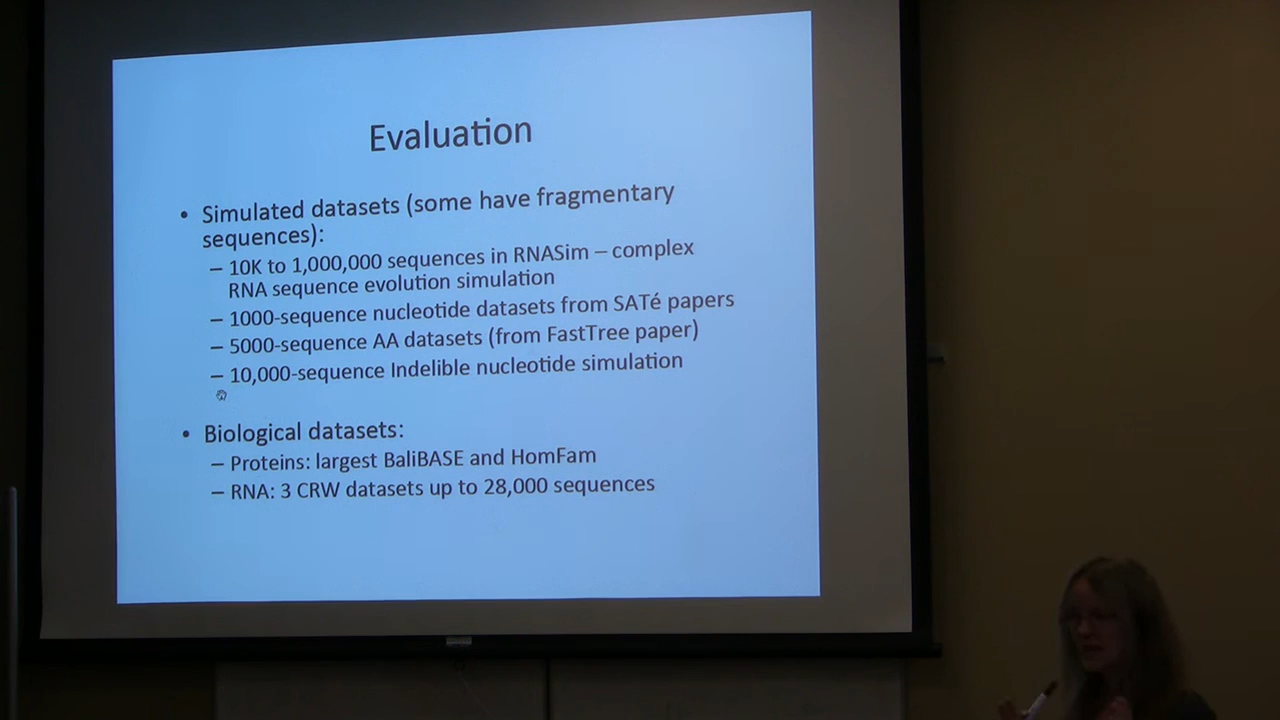 Evaluation
• Simulated datasets (some have fragmentary
sequences):
– 10K to 1,000,000 sequences in RNASim – complex
RNA sequence evolution simulation
– 1000-sequence nucleotide datasets from SATé papers
– 5000-sequence AA datasets (from FastTree paper)
– 10,000-sequence Indelible nucleotide simulation
• Biological datasets:
– Proteins: largest BaliBASE and HomFam
– RNA: 3 CRW datasets up to 28,000 sequences